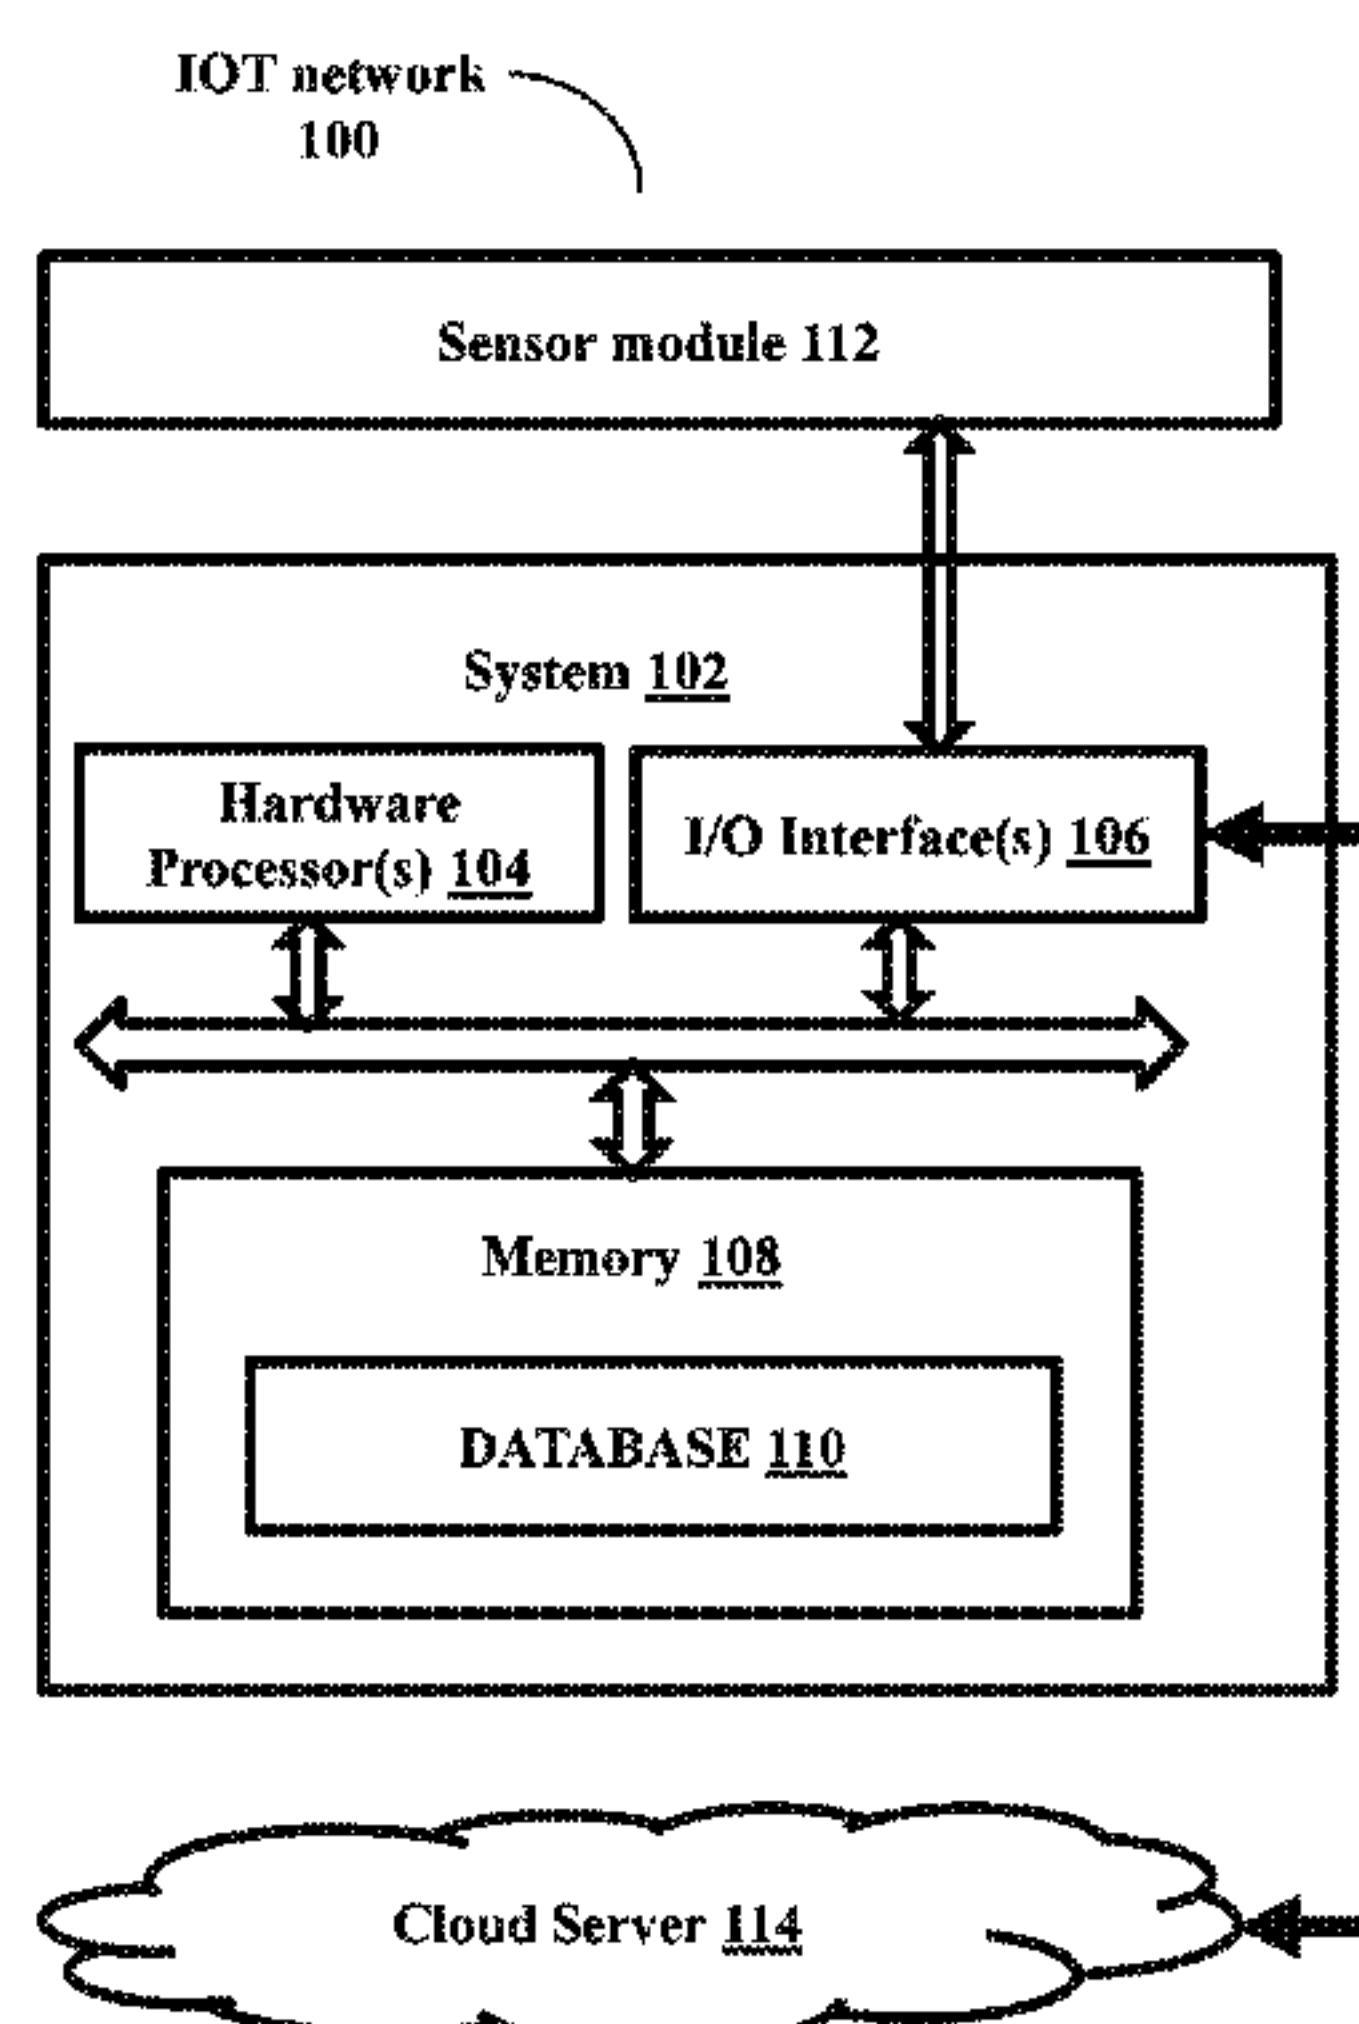 IOT network
100
Sensor module 112
System 102
Hardware
Processor(s) 104
I/O Interface(s) 106
Memory 108
DATABASE 110
Cloud Server 114